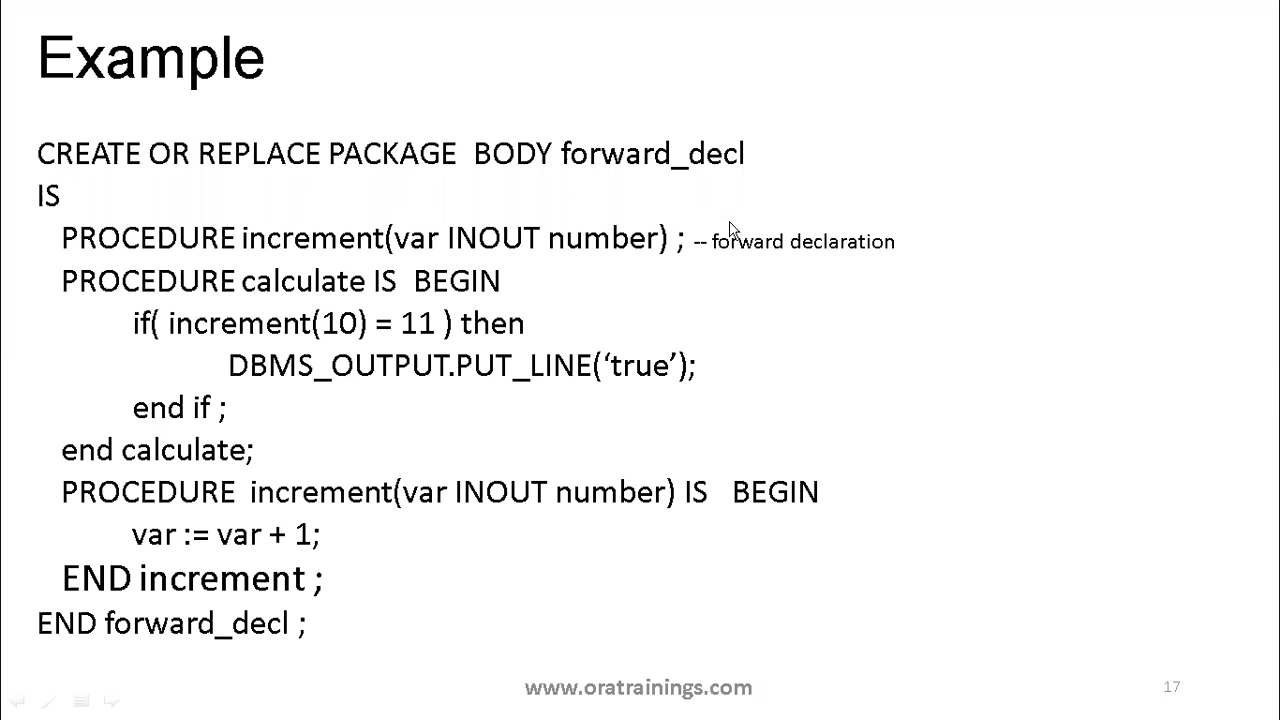 Example
CREATE OR REPLACE PACKAGE BODY forward_decl
IS
PROCEDURE increment(var INOUT number) ; -- forward declaration
PROCEDURE calculate IS BEGIN
if( increment(10) = 11 ) then
DBMS_OUTPUT.PUT_LINE(‘true’);
end if ;
end calculate;
PROCEDURE increment(var INOUT number) IS BEGIN
var := var + 1;
END increment ;
END forward_decl ;
www.oratrainings.com
17